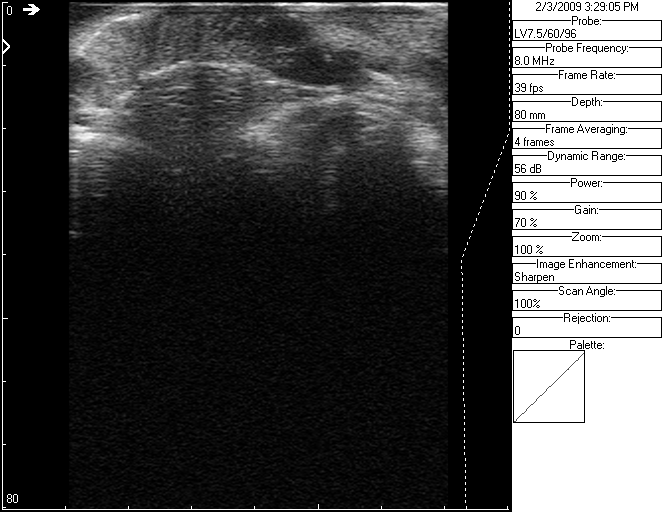 0
80
2/3/2009 3:29:05 PM
Probe:
LV7.5/60/96
Probe Frequency:
8.0 MHz
Frame Rate:
39 fps
Depth:
80 mm
Frame Averaging:
4 frames
Dynamic Range:
56 dB
Power:
90 %
Gain:
70 %
Zoom:
100 %
Image Enhancement:
Sharpen
Scan Angle:
100%
Rejection:
0
Palette: